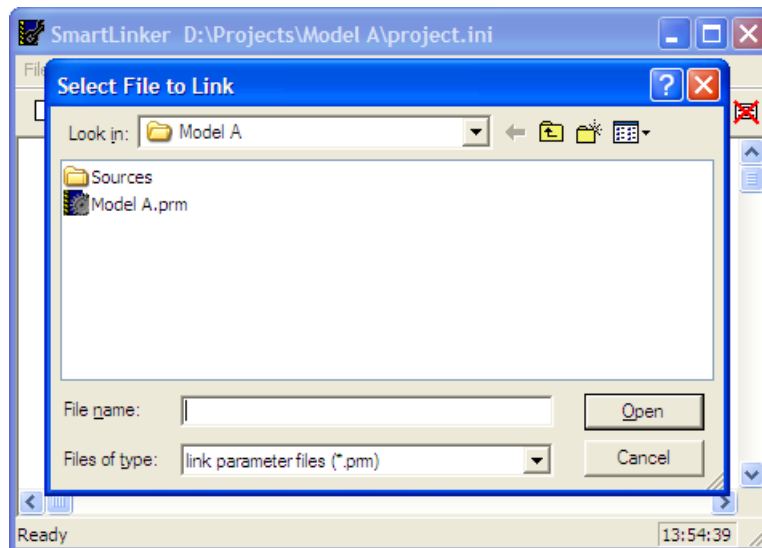 SmartLinker D:\Projects\Model A\project.ini
File
Select File to Link
Look in: Model A
Sources
Model A.prm
File name:
Open
Files of type: link parameter files (*.prm)
Cancel
Ready 13:54:39